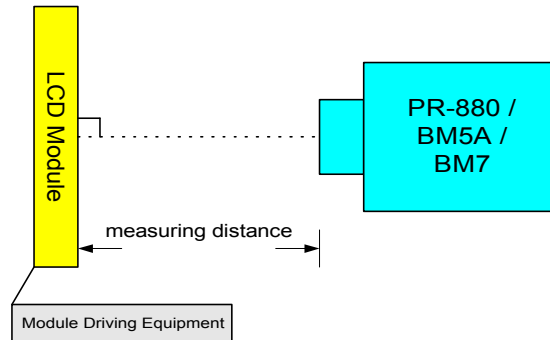 LCD Module
PR-880 /
BM5A /
BM7
measuring distance
Module Driving Equipment